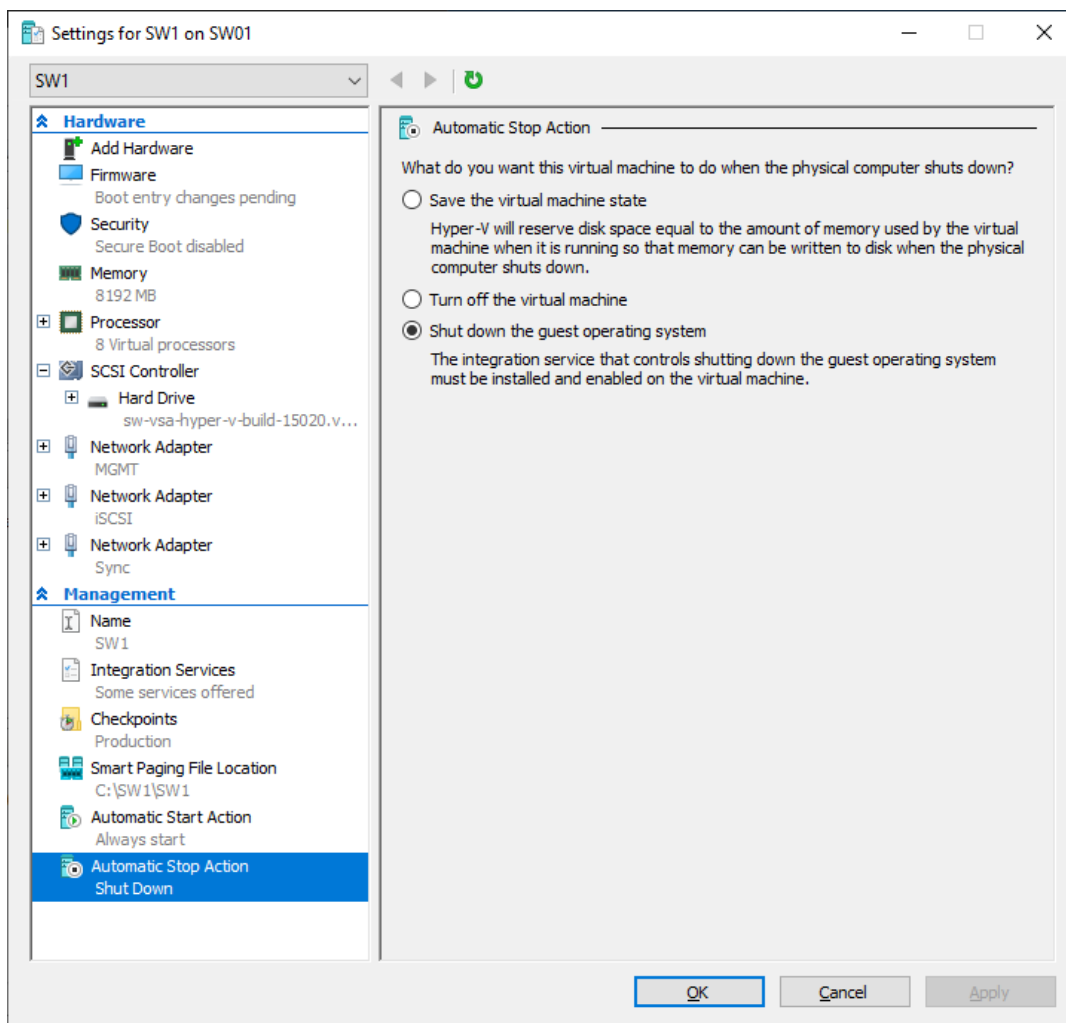 Settings for SW1 on SW01
SW1
Hardware
Add Hardware
Firmware
Boot entry changes pending
Security
Secure Boot disabled
Memory
8192 MB
Processor
8 Virtual processors
SCSI Controller
Hard Drive
sw-vsa-hyper-v-build-15020.v...
Network Adapter
MGMT
Network Adapter
iSCSI
Network Adapter
Sync
Management
Name
SW1
Integration Services
Some services offered
Checkpoints
Production
Smart Paging File Location
C:\SW1\SW1
Automatic Start Action
Always start
Automatic Stop Action
Shut Down
Automatic Stop Action
What do you want this virtual machine to do when the physical computer shuts down?
Save the virtual machine state
Hyper-V will reserve disk space equal to the amount of memory used by the virtual
machine when it is running so that memory can be written to disk when the physical
computer shuts down.
Turn off the virtual machine
Shut down the guest operating system
The integration service that controls shutting down the guest operating system
must be installed and enabled on the virtual machine.
OK
Cancel
Apply